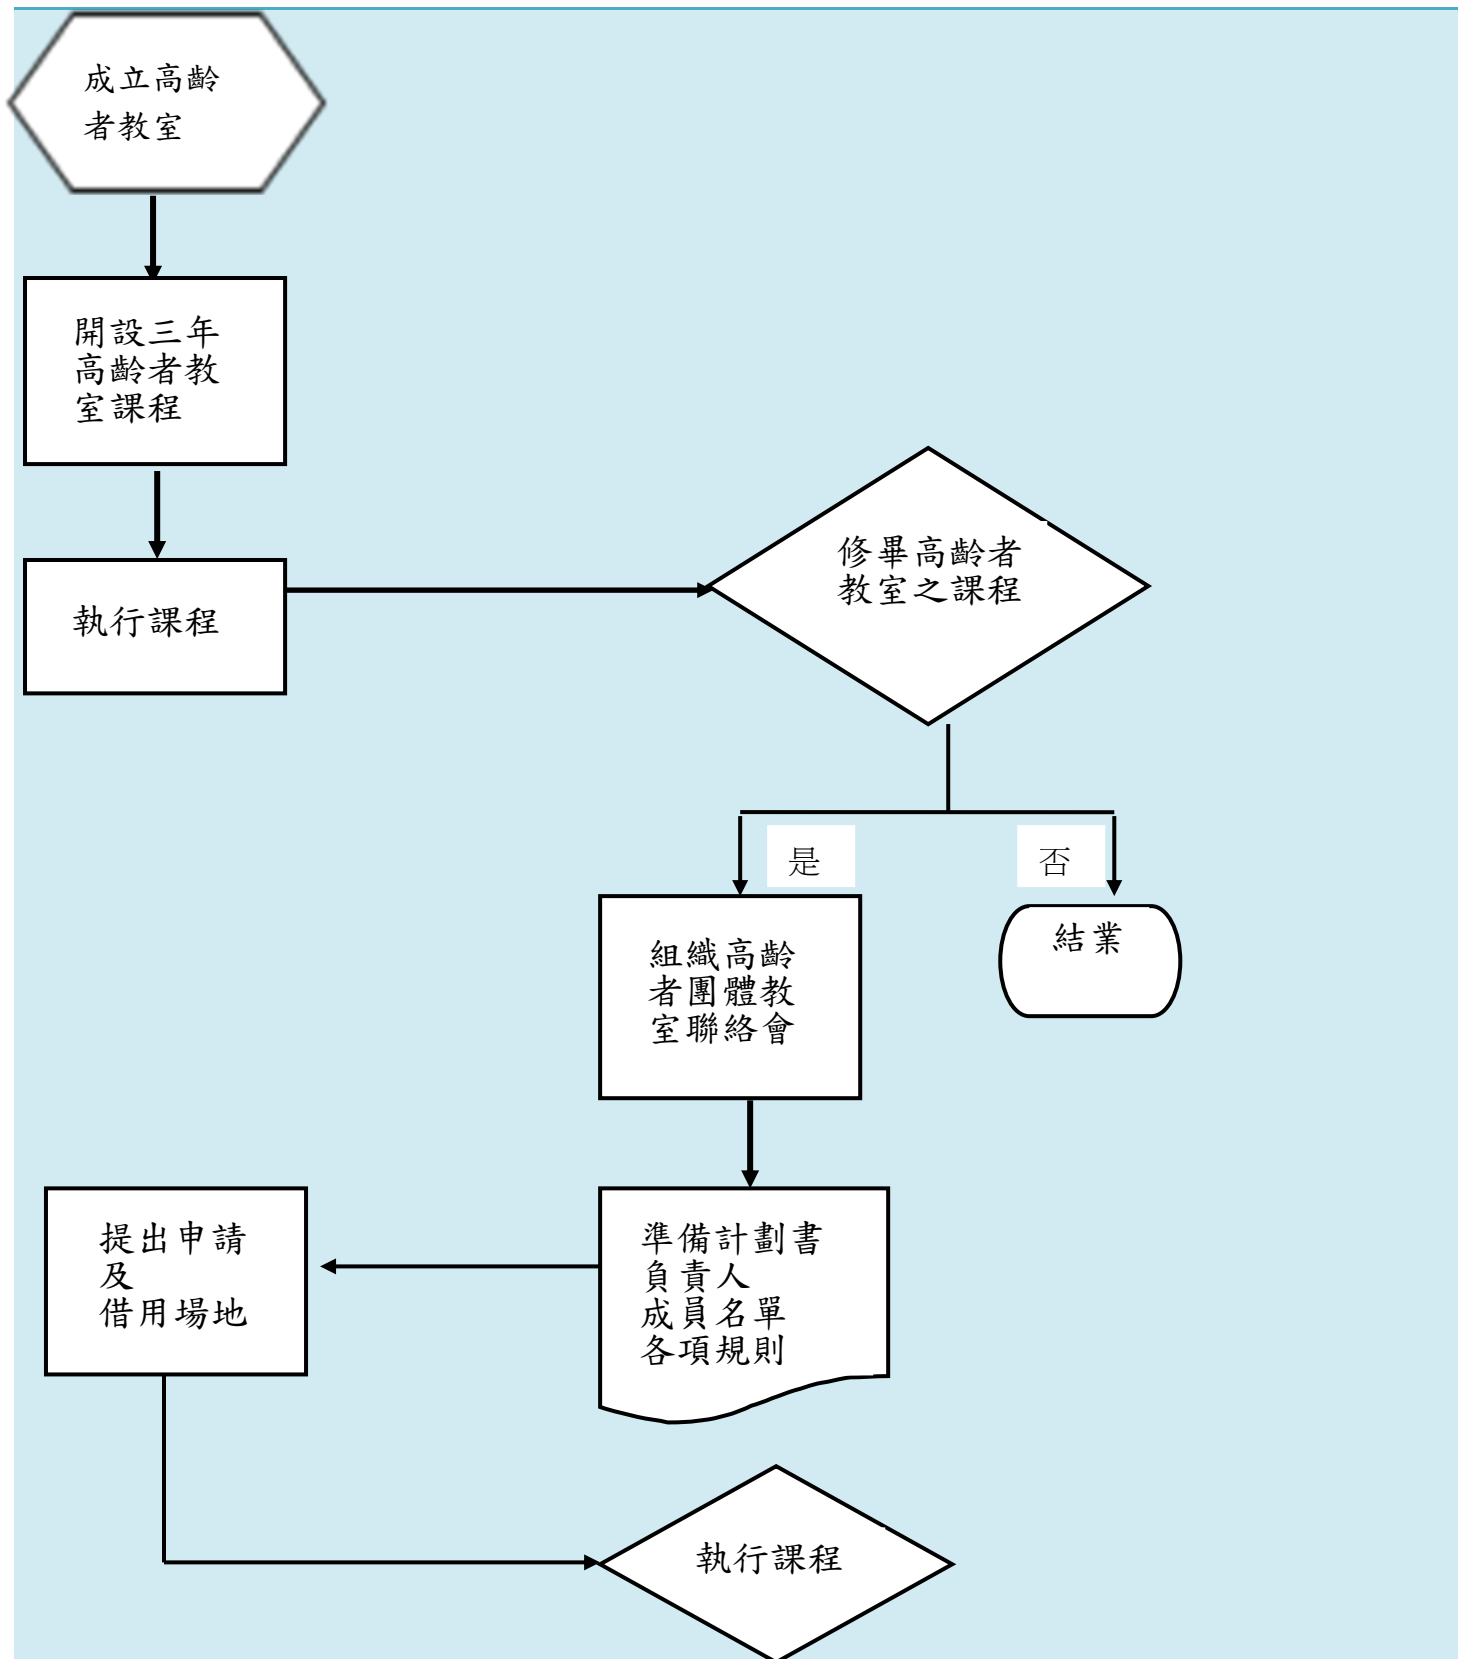 成立高齡
者教室
開設三年
高齡者教
室課程
執行課程
修畢高齡者
教室之課程
是
否
組織高齡
者團體教
室聯絡會
結業
準備計劃書
負責人
成員名單
各項規則
提出申請
及
借用場地
執行課程